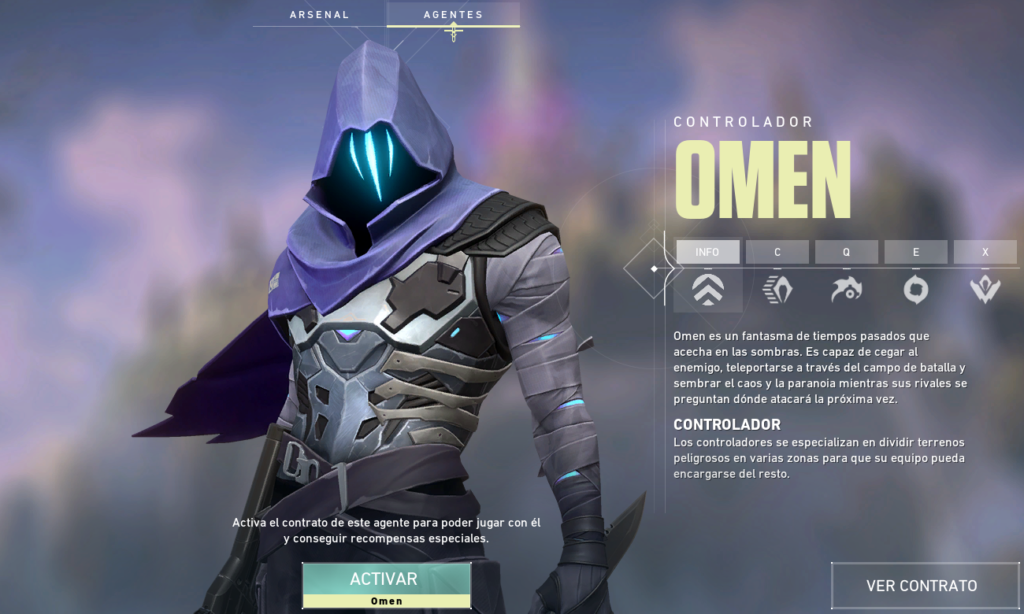 ARSENAL
AGENTES
CONTROLADOR
OMEN
INFO
C
Q
E
X
Omen es un fantasma de tiempos pasados que
acecha en las sombras. Es capaz de cegar al
enemigo, teleportarse a través del campo de batalla y
sembrar el caos y la paranoia mientras sus rivales se
preguntan dónde atacará la próxima vez.
CONTROLADOR
Los controladores se especializan en dividir terrenos
peligrosos en varias zonas para que su equipo pueda
encargarse del resto.
Activa el contrato de este agente para poder jugar con él
y conseguir recompensas especiales.
ACTIVAR
Omen
VER CONTRATO